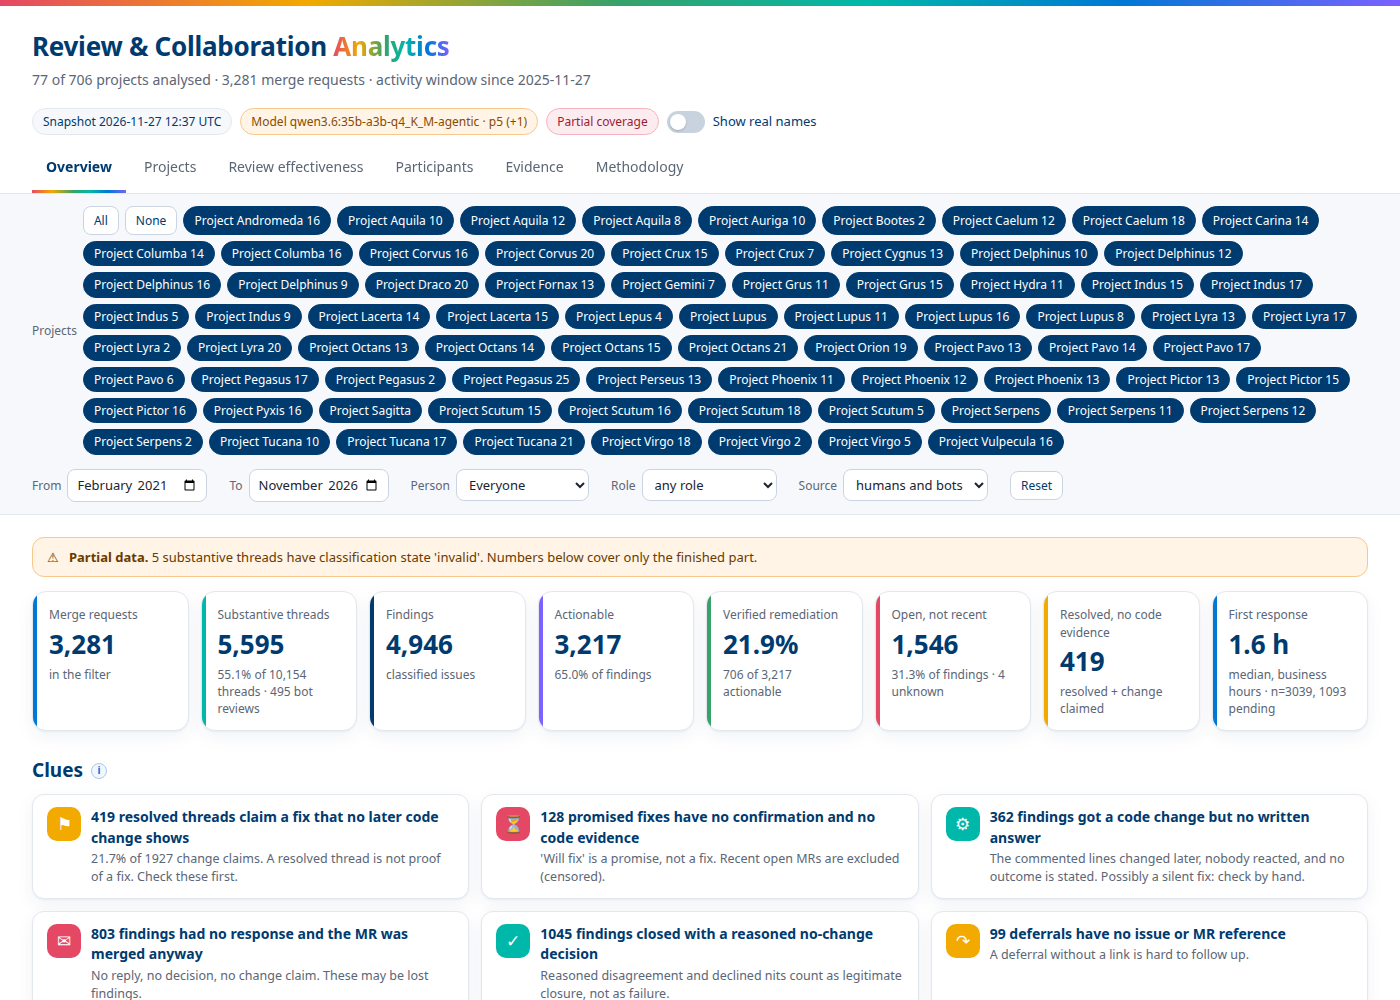 Review & Collaboration Analytics
77 of 706 projects analysed · 3,281 merge requests · activity window since 2025-11-27
Snapshot 2026-11-27 12:37 UTC
Model qwen3.6:35b-a3b-q4_K_M-agentic · p5 (+1)
Partial coverage
Show real names
Overview
Projects
Review effectiveness
Participants
Evidence
Methodology
Projects
All
None
Project Andromeda 16
Project Aquila 10
Project Aquila 12
Project Aquila 8
Project Auriga 10
Project Bootes 2
Project Caelum 12
Project Caelum 18
Project Carina 14
Project Columba 14
Project Columba 16
Project Corvus 16
Project Corvus 20
Project Crux 15
Project Crux 7
Project Cygnus 13
Project Delphinus 10
Project Delphinus 12
Project Delphinus 16
Project Delphinus 9
Project Draco 20
Project Fornax 13
Project Gemini 7
Project Grus 11
Project Grus 15
Project Hydra 11
Project Indus 15
Project Indus 17
Project Indus 5
Project Indus 9
Project Lacerta 14
Project Lacerta 15
Project Lepus 4
Project Lupus
Project Lupus 11
Project Lupus 16
Project Lupus 8
Project Lyra 13
Project Lyra 17
Project Lyra 2
Project Lyra 20
Project Octans 13
Project Octans 14
Project Octans 15
Project Octans 21
Project Orion 19
Project Pavo 13
Project Pavo 14
Project Pavo 17
Project Pavo 6
Project Pegasus 17
Project Pegasus 2
Project Pegasus 25
Project Perseus 13
Project Phoenix 11
Project Phoenix 12
Project Phoenix 13
Project Pictor 13
Project Pictor 15
Project Pictor 16
Project Pyxis 16
Project Sagitta
Project Scutum 15
Project Scutum 16
Project Scutum 18
Project Scutum 5
Project Serpens
Project Serpens 11
Project Serpens 12
Project Serpens 2
Project Tucana 10
Project Tucana 17
Project Tucana 21
Project Virgo 18
Project Virgo 2
Project Virgo 5
Project Vulpecula 16
From February 2021
To November 2026
Person Everyone
Role any role
Source humans and bots
Reset
⚠ Partial data. 5 substantive threads have classification state 'invalid'. Numbers below cover only the finished part.
Merge requests
3,281
in the filter
Substantive threads
5,595
55.1% of 10,154
threads · 495 bot
reviews
Findings
4,946
classified issues
Actionable
3,217
65.0% of findings
Verified remediation
21.9%
706 of 3,217
actionable
Open, not recent
1,546
31.3% of findings · 4
unknown
Resolved, no code
evidence
419
resolved + change
claimed
First response
1.6 h
median, business
hours · n=3039, 1093
pending
Clues i
419 resolved threads claim a fix that no later code
change shows
21.7% of 1927 change claims. A resolved thread is not proof
of a fix. Check these first.
128 promised fixes have no confirmation and no
code evidence
'Will fix' is a promise, not a fix. Recent open MRs are excluded
(censored).
362 findings got a code change but no written
answer
The commented lines changed later, nobody reacted, and no
outcome is stated. Possibly a silent fix: check by hand.
803 findings had no response and the MR was
merged anyway
No reply, no decision, no change claim. These may be lost
findings.
1045 findings closed with a reasoned no-change
decision
Reasoned disagreement and declined nits count as legitimate
closure, not as failure.
99 deferrals have no issue or MR reference
A deferral without a link is hard to follow up.